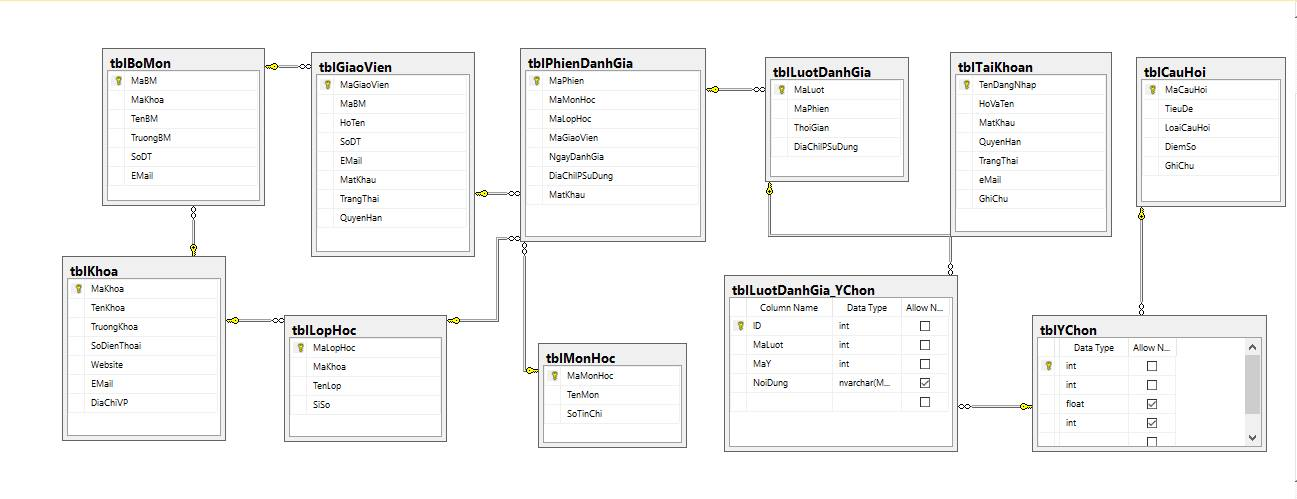 tblBoMon
MaBM
MaKhoa
TenBM
TruongBM
SoDT
EMail
tblGiaoVien
MaGiaoVien
MaBM
HoTen
SoDT
EMail
MatKhau
TrangThai
QuyenHan
tblPhienDanhGia
MaPhien
MaMonHoc
MaLopHoc
MaGiaoVien
NgayDanhGia
DiaChiIPSuDung
MatKhau
tblLuotDanhGia
MaLuot
MaPhien
ThoiGian
DiaChiIPSuDung
tblTaiKhoan
TenDangNhap
HoVaTen
MatKhau
QuyenHan
TrangThai
eMail
GhiChu
tblCauHoi
MaCauHoi
TieuDe
LoaiCauHoi
DiemSo
GhiChu
tblKhoa
MaKhoa
TenKhoa
TruongKhoa
SoDienThoai
Website
EMail
DiaChiVP
tblLopHoc
MaLopHoc
MaKhoa
TenLop
SiSo
tblMonHoc
MaMonHoc
TenMon
SoTinChi
tblLuotDanhGia_YChon
Column Name Data Type Allow N...
ID int
MaLuot int
MaY int
NoiDung nvarchar(M...
tblYChon
Data Type Allow N...
int
int
float
int